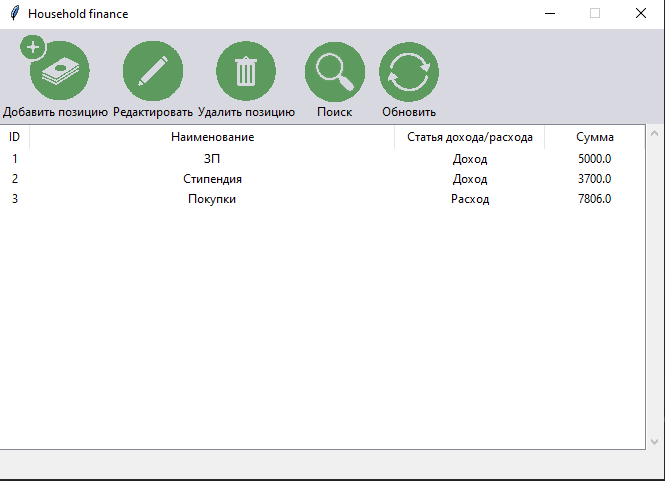 Household finance
Добавить позицию Редактировать Удалить позицию Поиск Обновить
ID Наименование Статья дохода/расхода Сумма
1 ЗП Доход 5000.0
2 Стипендия Доход 3700.0
3 Покупки Расход 7806.0